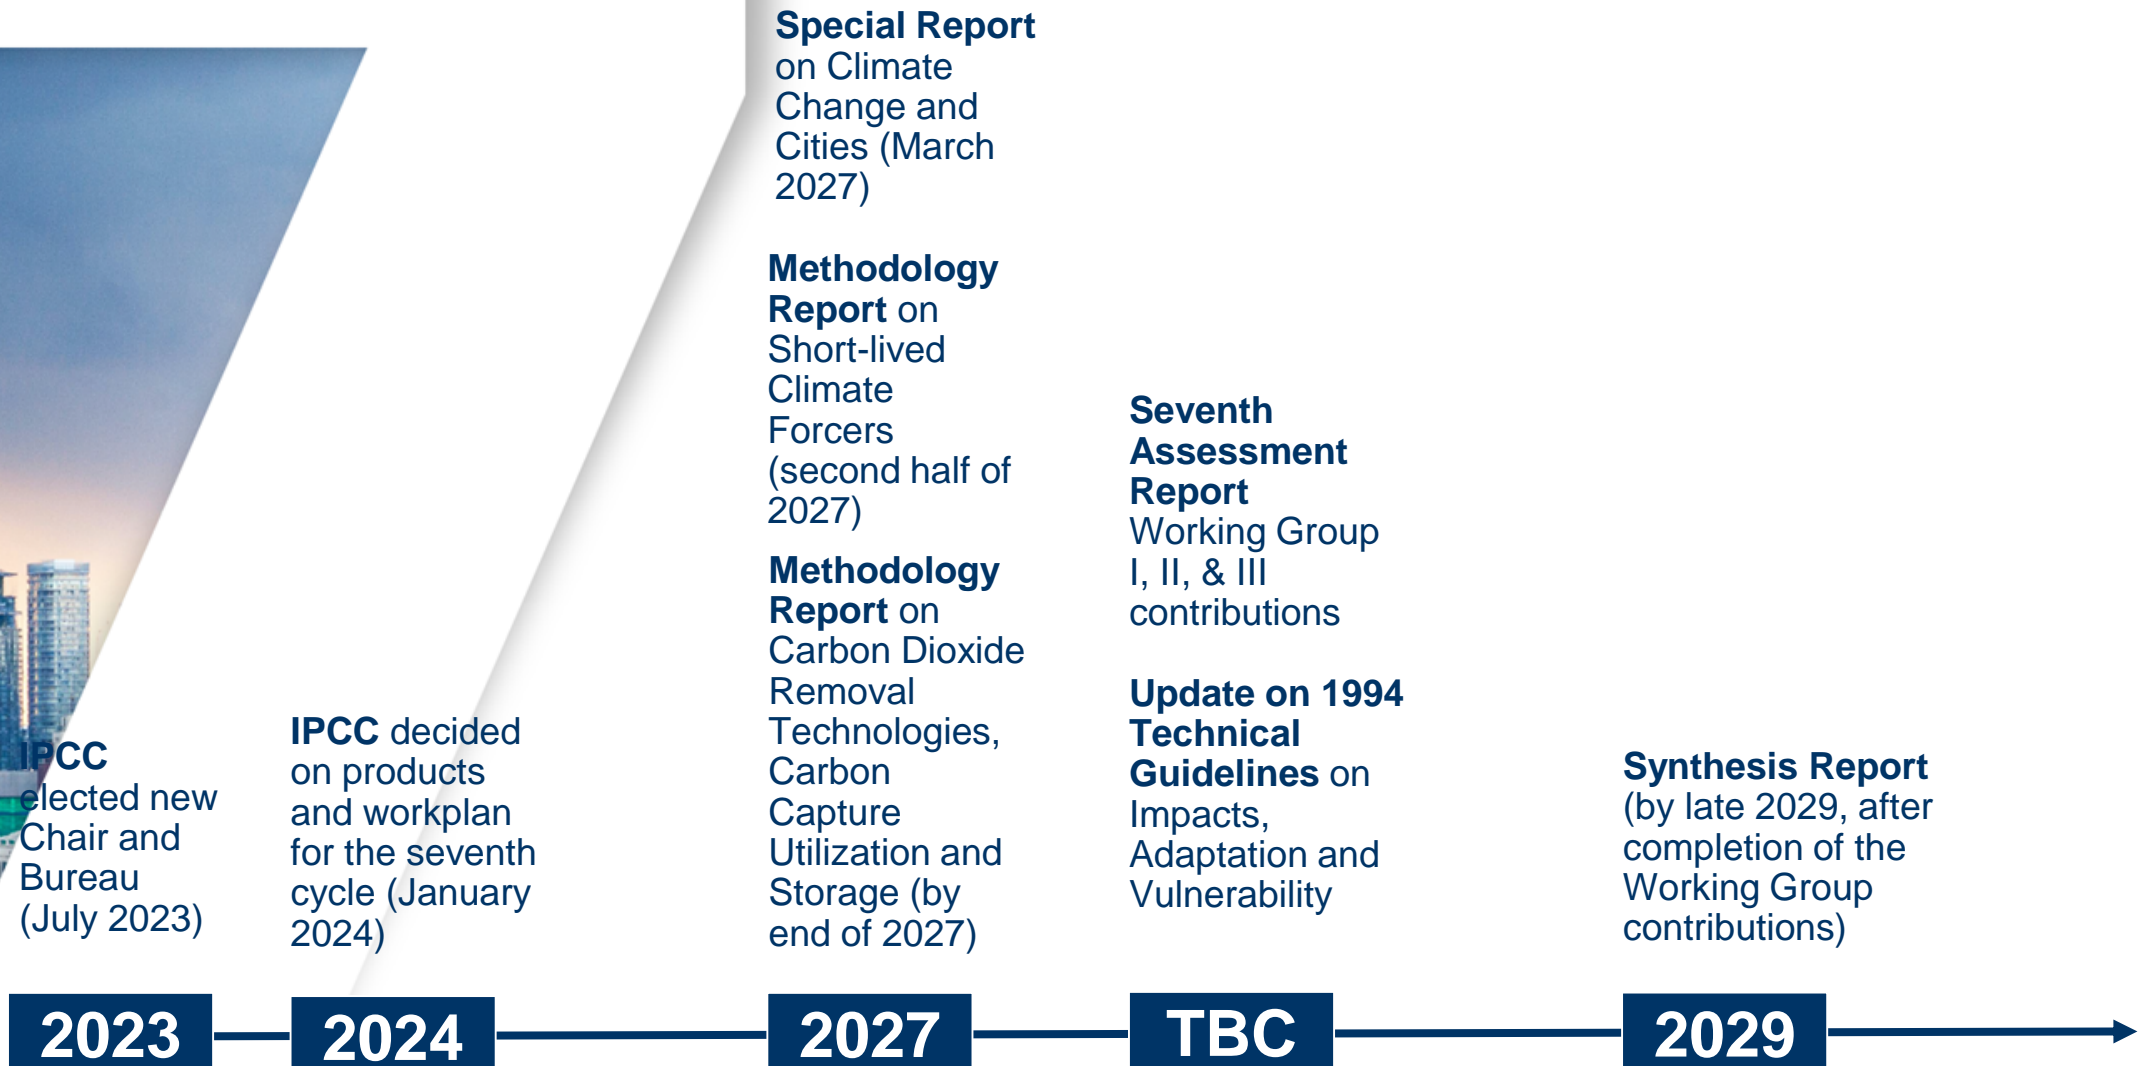 IPCC
elected new
Chair and
Bureau
(July 2023)
2023
IPCC decided
on products
and workplan
for the seventh
cycle (January
2024)
2024
Special Report
on Climate
Change and
Cities (March
2027)
Methodology
Report on
Short-lived
Climate
Forcers
(second half of
2027)
Methodology
Report on
Carbon Dioxide
Removal
Technologies,
Carbon
Capture
Utilization and
Storage (by
end of 2027)
2027
Seventh
Assessment
Report
Working Group
I, II, & III
contributions
Update on 1994
Technical
Guidelines on
Impacts,
Adaptation and
Vulnerability
TBC
Synthesis Report
(by late 2029, after
completion of the
Working Group
contributions)
2029